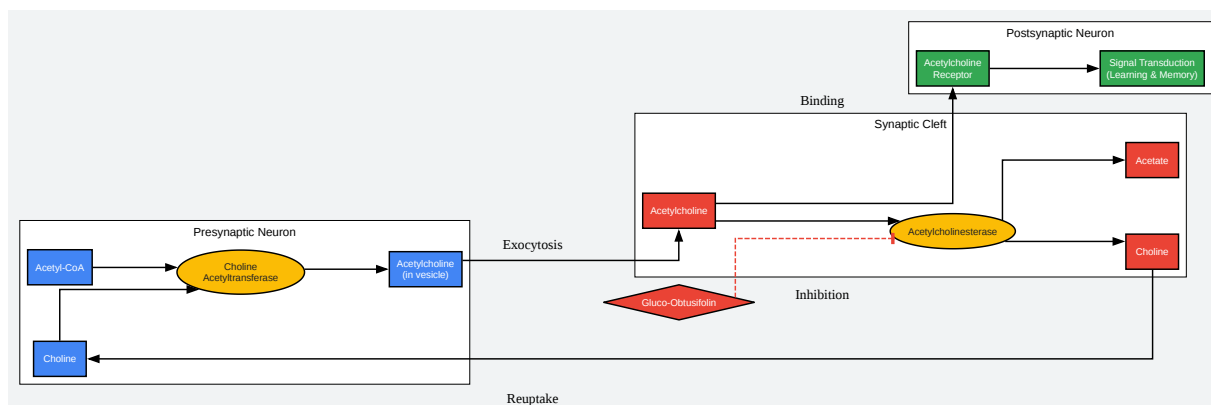 Postsynaptic Neuron
Acetylcholine
Receptor
Signal Transduction
(Learning & Memory)
Binding
Synaptic Cleft
Acetate
Acetylcholine
Acetylcholinesterase
Choline
Presynaptic Neuron
Exocytosis
Acetyl-CoA
Choline
Acetyltransferase
Acetylcholine
(in vesicle)
Inhibition
Gluco-Obtusifolin
Choline
Reuptake